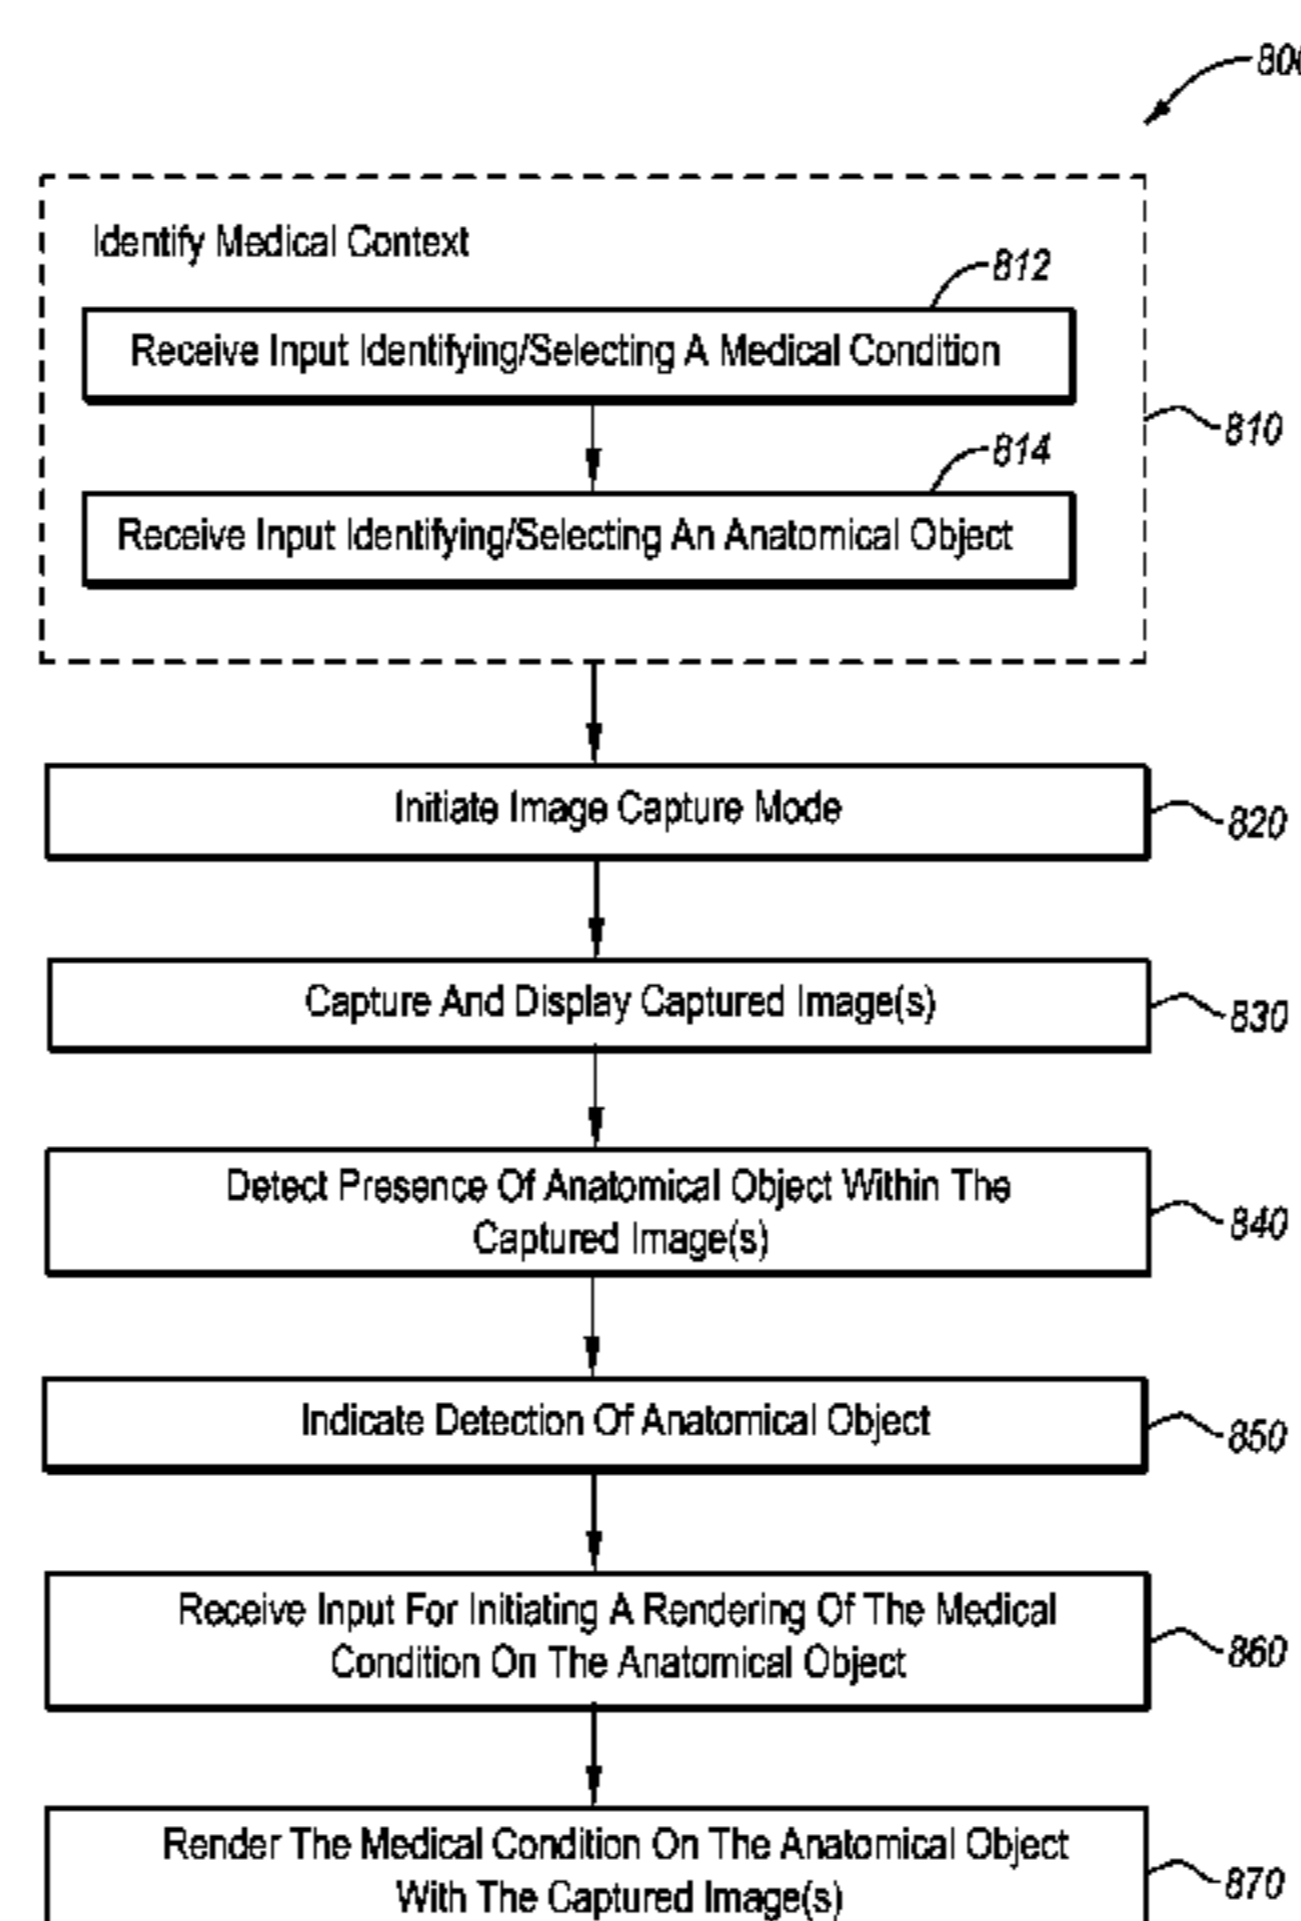 800
Identify Medical Context
812
Receive Input Identifying/Selecting A Medical Condition
810
814
Receive Input Identifying/Selecting An Anatomical Object
Initiate Image Capture Mode
820
Capture And Display Captured Image(s)
830
Detect Presence Of Anatomical Object Within The
Captured Image(s)
840
Indicate Detection Of Anatomical Object
850
Receive Input For Initiating A Rendering Of The Medical
Condition On The Anatomical Object
860
Render The Medical Condition On The Anatomical Object
With The Captured Image(s)
870